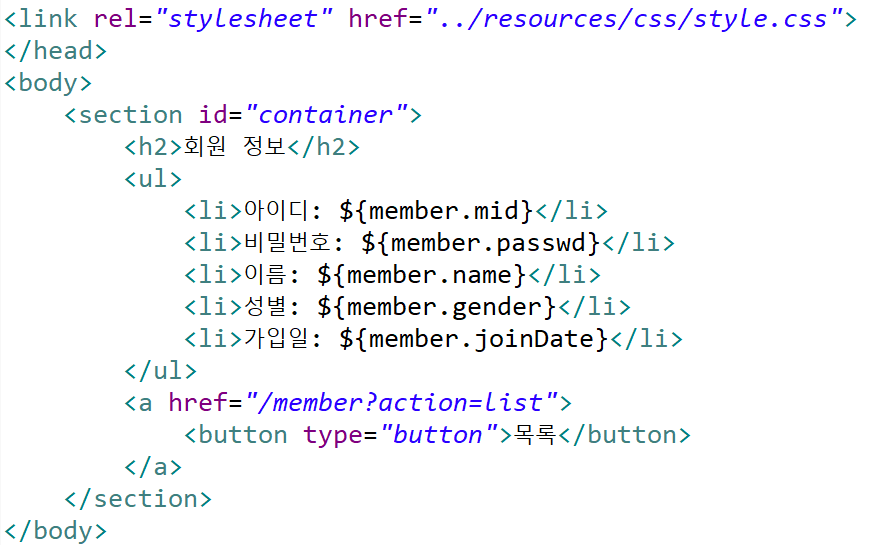 <link rel="stylesheet" href="../resources/css/style.css">
</head>
<body>
    <section id="container">
        <h2>회원 정보</h2>
        <ul>
            <li>아이디: ${member.mid}</li>
            <li>비밀번호: ${member.passwd}</li>
            <li>이름: ${member.name}</li>
            <li>성별: ${member.gender}</li>
            <li>가입일: ${member.joinDate}</li>
        </ul>
        <a href="/member?action=list">
            <button type="button">목록</button>
        </a>
    </section>
</body>